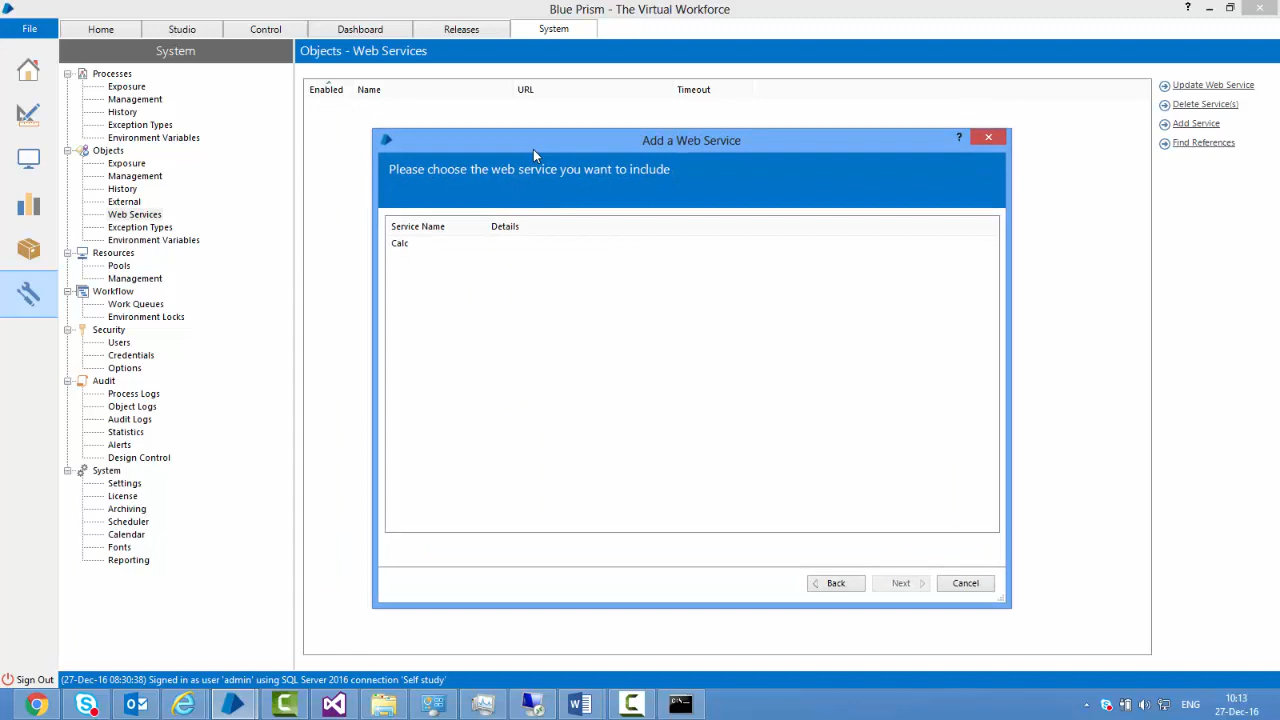 Blue Prism - The Virtual Workforce
?
File
Home
Studio
Control
Dashboard
Releases
System
System
Objects - Web Services
Processes
Exposure
Management
History
Exception Types
Environment Variables
Objects
Exposure
Management
History
External
Web Services
Exception Types
Environment Variables
Resources
Pools
Management
Workflow
Work Queues
Environment Locks
Security
Users
Credentials
Options
Audit
Process Logs
Object Logs
Audit Logs
Statistics
Alerts
Design Control
System
Settings
License
Archiving
Scheduler
Calendar
Fonts
Reporting
Enabled Name URL Timeout
Update Web Service
Delete Service(s)
Add Service
Find References
Add a Web Service
?
Please choose the web service you want to include
Service Name Details
Calc
Back
Next
Cancel
Sign Out
(27-Dec-16 08:30:38) Signed in as user 'admin' using SQL Server 2016 connection 'Self study'
ENG
10:13
27-Dec-16